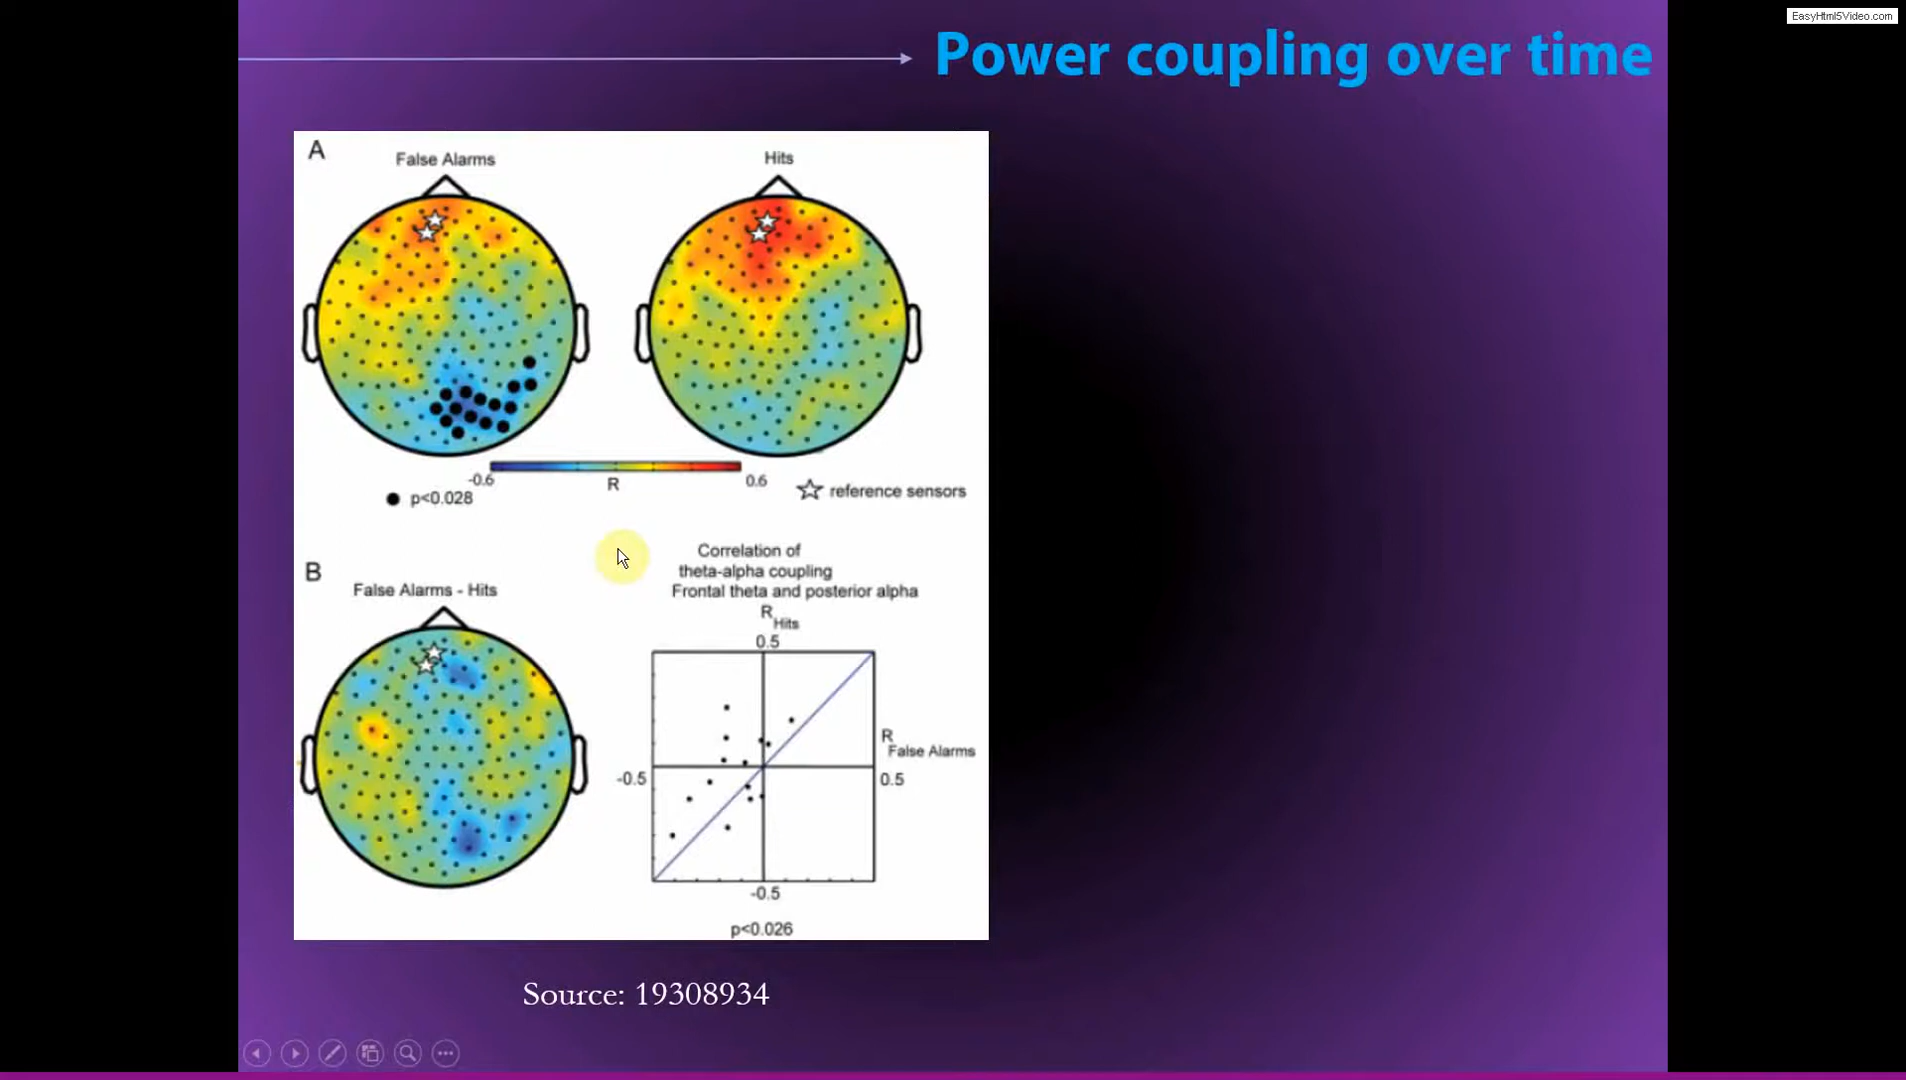 EasyHtml5Video.com
Power coupling over time
A
False Alarms
Hits
-0.6
R
0.6
p<0.028
reference sensors
B
False Alarms - Hits
Correlation of
theta-alpha coupling
Frontal theta and posterior alpha
R Hits
0.5
R False Alarms
-0.5
0.5
-0.5
p<0.026
Source: 19308934